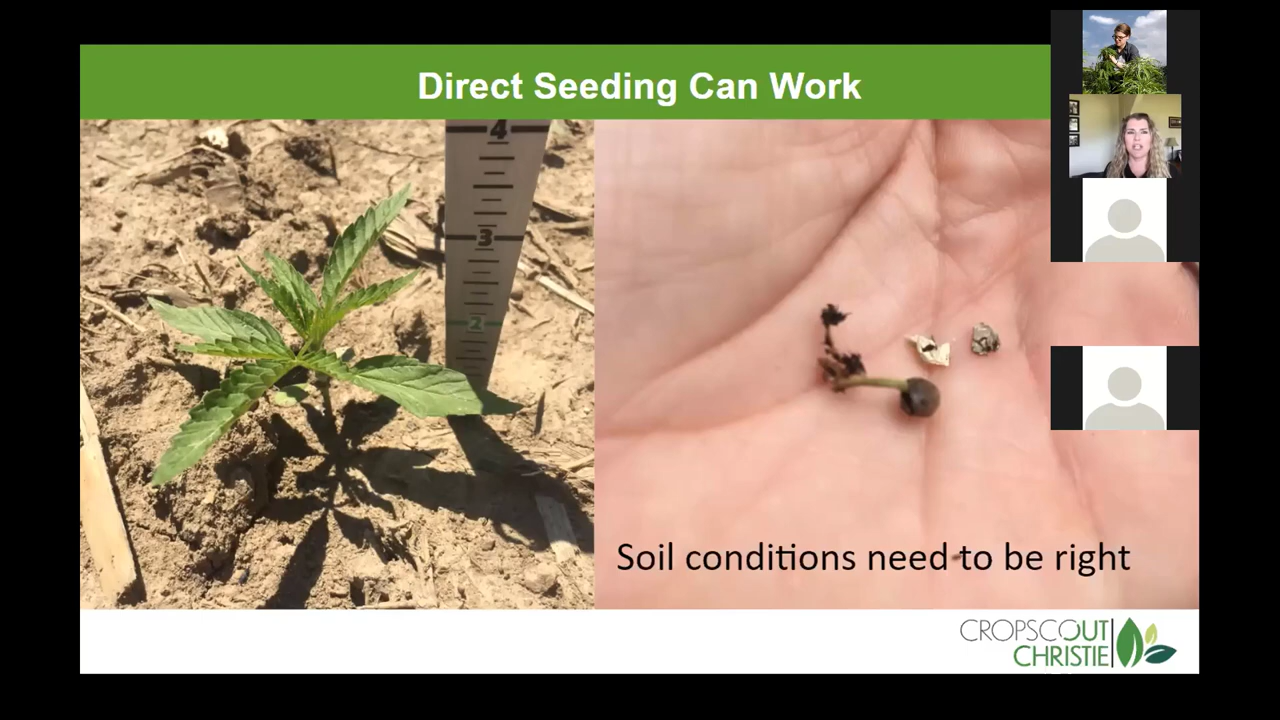 Direct Seeding Can Work
4
3
2
Soil conditions need to be right
CROPSCOUT
CHRISTIE